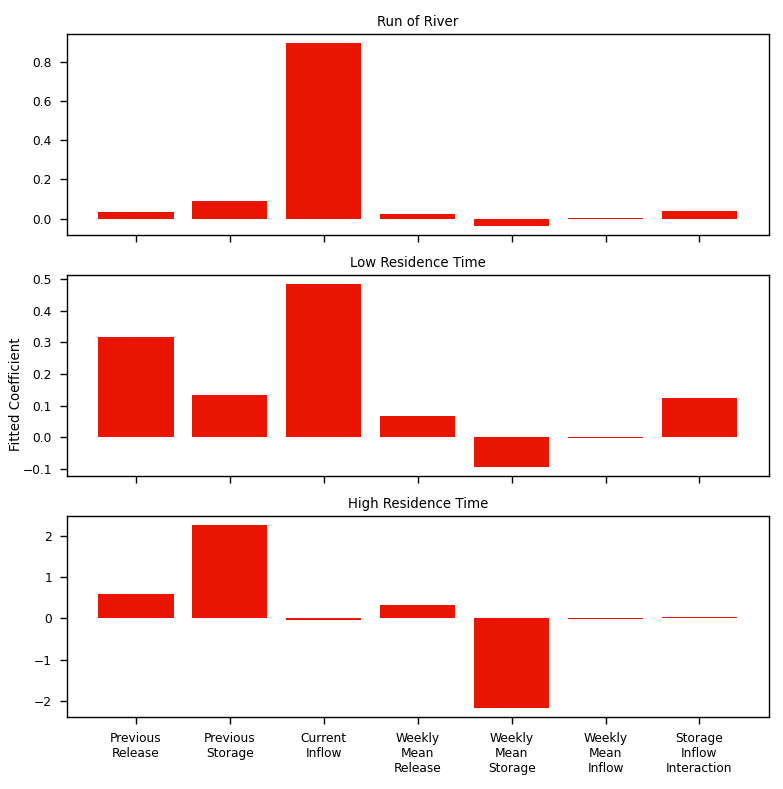 Run of River
0.8
0.6
0.4
0.2
0.0
Low Residence Time
0.5
0.4
0.3
0.2
0.1
0.0
−0.1
Fitted Coefficient
High Residence Time
2
1
0
−1
−2
Previous
Release
Previous
Storage
Current
Inflow
Weekly
Mean
Release
Weekly
Mean
Storage
Weekly
Mean
Inflow
Storage
Inflow
Interaction